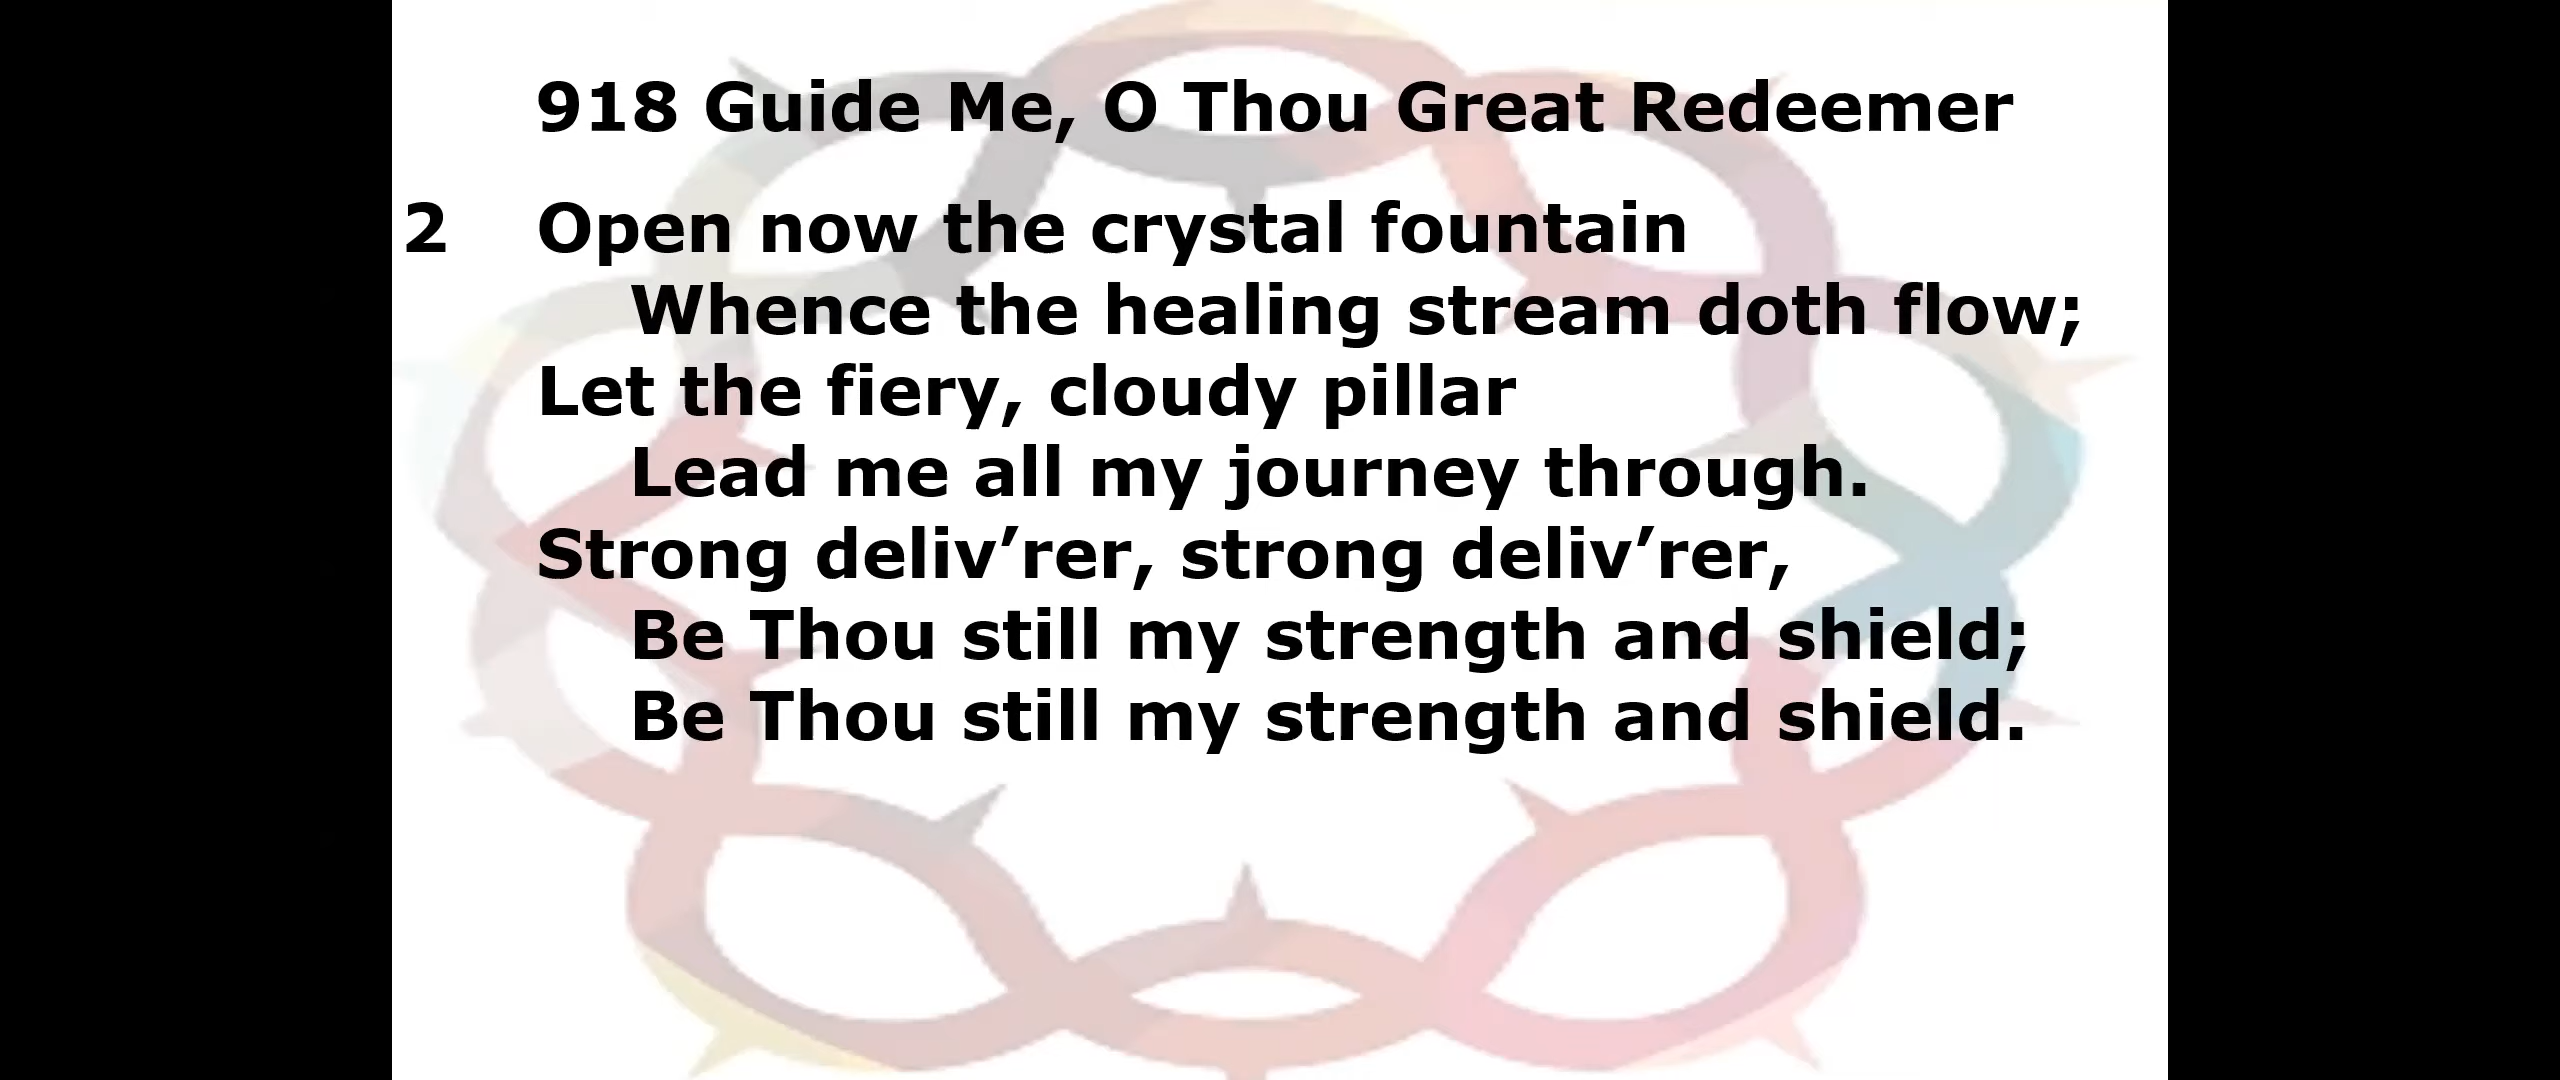 918 Guide Me, O Thou Great Redeemer
2 Open now the crystal fountain
Whence the healing stream doth flow;
Let the fiery, cloudy pillar
Lead me all my journey through.
Strong deliv’rer, strong deliv’rer,
Be Thou still my strength and shield;
Be Thou still my strength and shield.